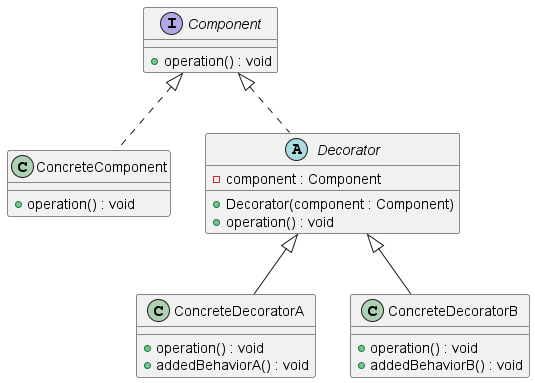 I Component
operation() : void
C ConcreteComponent
operation() : void
A Decorator
component : Component
Decorator(component : Component)
operation() : void
C ConcreteDecoratorA
operation() : void
addedBehaviorA() : void
C ConcreteDecoratorB
operation() : void
addedBehaviorB() : void